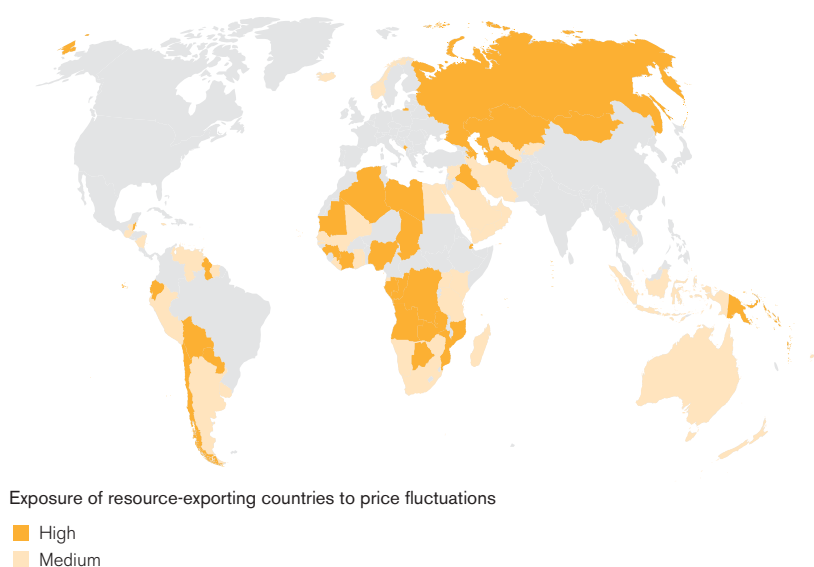 Exposure of resource-exporting countries to price fluctuations
High
Medium